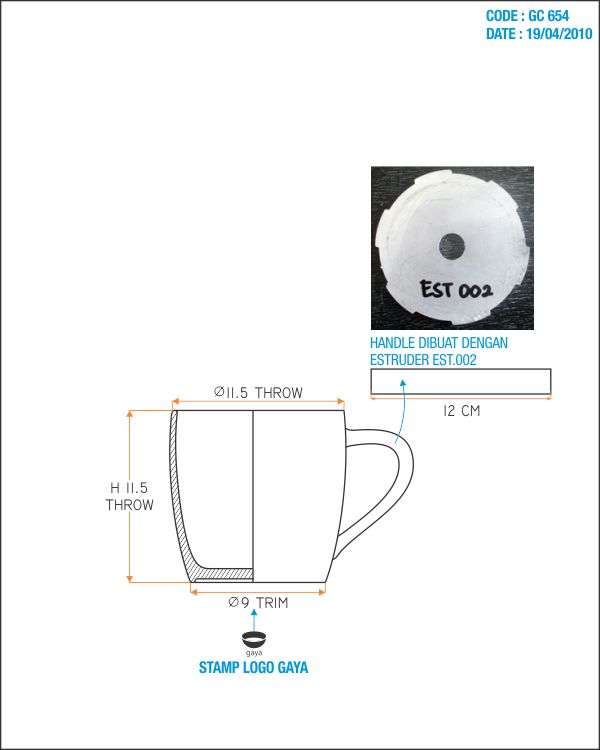 CODE : GC 654
DATE : 19/04/2010
EST 002
HANDLE DIBUAT DENGAN
ESTRUDER EST.002
12 CM
Ø11.5 THROW
H 11.5
THROW
Ø9 TRIM
gaya
STAMP LOGO GAYA